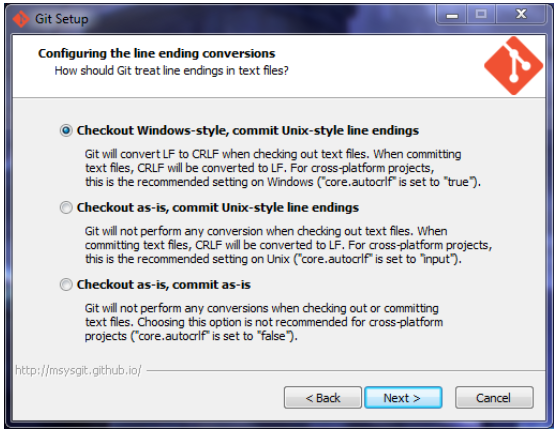 Git Setup
Configuring the line ending conversions
How should Git treat line endings in text files?
Checkout Windows-style, commit Unix-style line endings
Git will convert LF to CRLF when checking out text files. When committing
text files, CRLF will be converted to LF. For cross-platform projects,
this is the recommended setting on Windows ("core.autocrlf" is set to "true").
Checkout as-is, commit Unix-style line endings
Git will not perform any conversion when checking out text files. When
committing text files, CRLF will be converted to LF. For cross-platform projects,
this is the recommended setting on Unix ("core.autocrlf" is set to "input").
Checkout as-is, commit as-is
Git will not perform any conversions when checking out or committing
text files. Choosing this option is not recommended for cross-platform
projects ("core.autocrlf" is set to "false").
http://msysgit.github.io/
< Back Next > Cancel